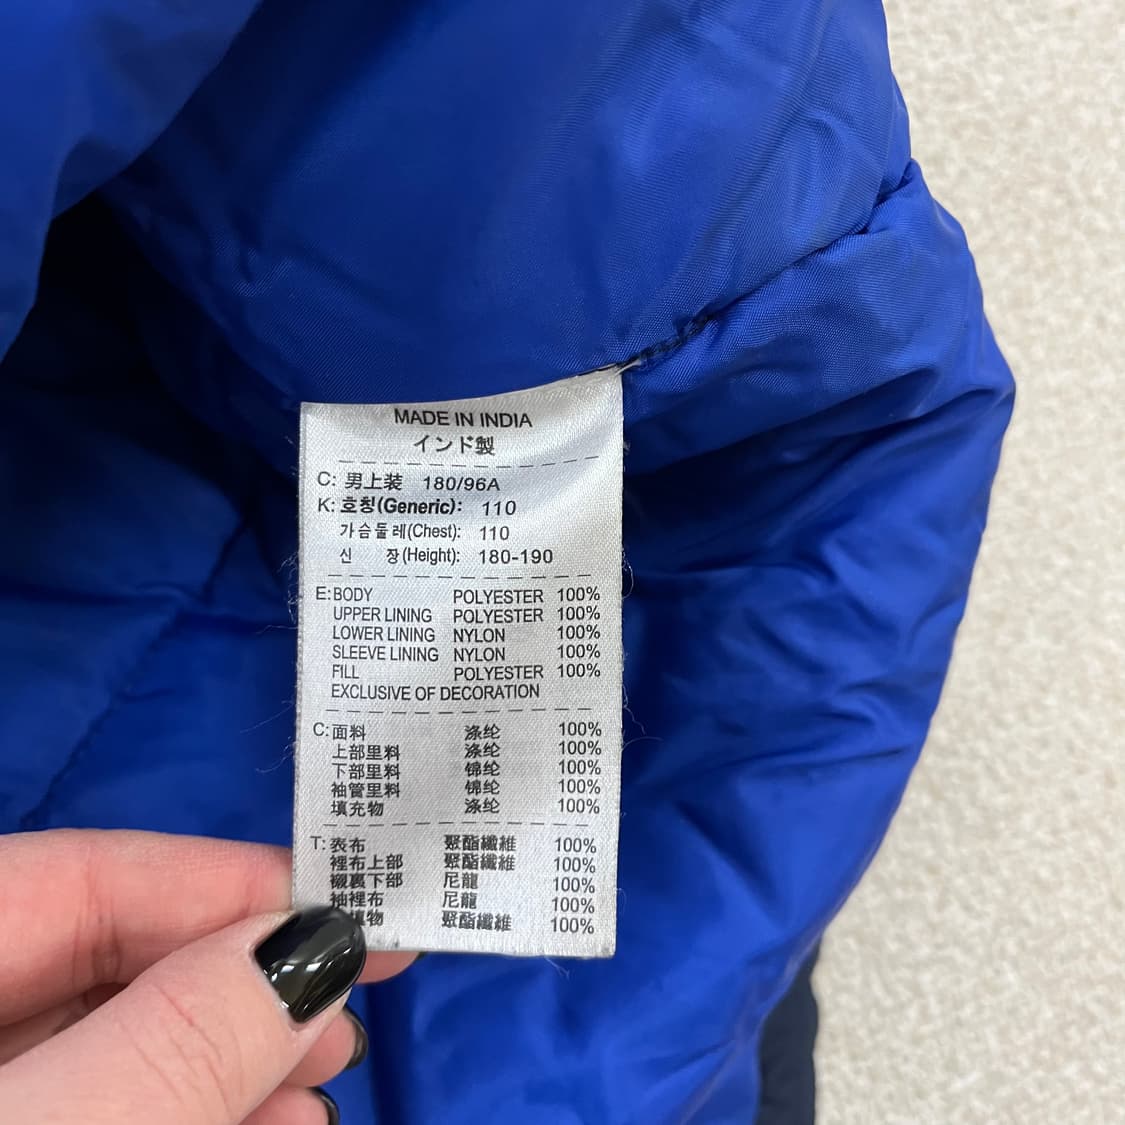 MADE IN INDIA
インド製
C: 男上装 180/96A
K: 호칭(Generic): 110
가슴둘레(Chest): 110
신 장(Height): 180-190
E: BODY POLYESTER 100%
UPPER LINING POLYESTER 100%
LOWER LINING NYLON 100%
SLEEVE LINING NYLON 100%
FILL POLYESTER 100%
EXCLUSIVE OF DECORATION
C: 面料 涤纶 100%
上部里料 涤纶 100%
下部里料 锦纶 100%
袖管里料 锦纶 100%
填充物 涤纶 100%
T: 表布 聚酯纖維 100%
裡布上部 聚酯纖維 100%
襯裏下部 尼龍 100%
袖裡布 尼龍 100%
填物 聚酯纖維 100%